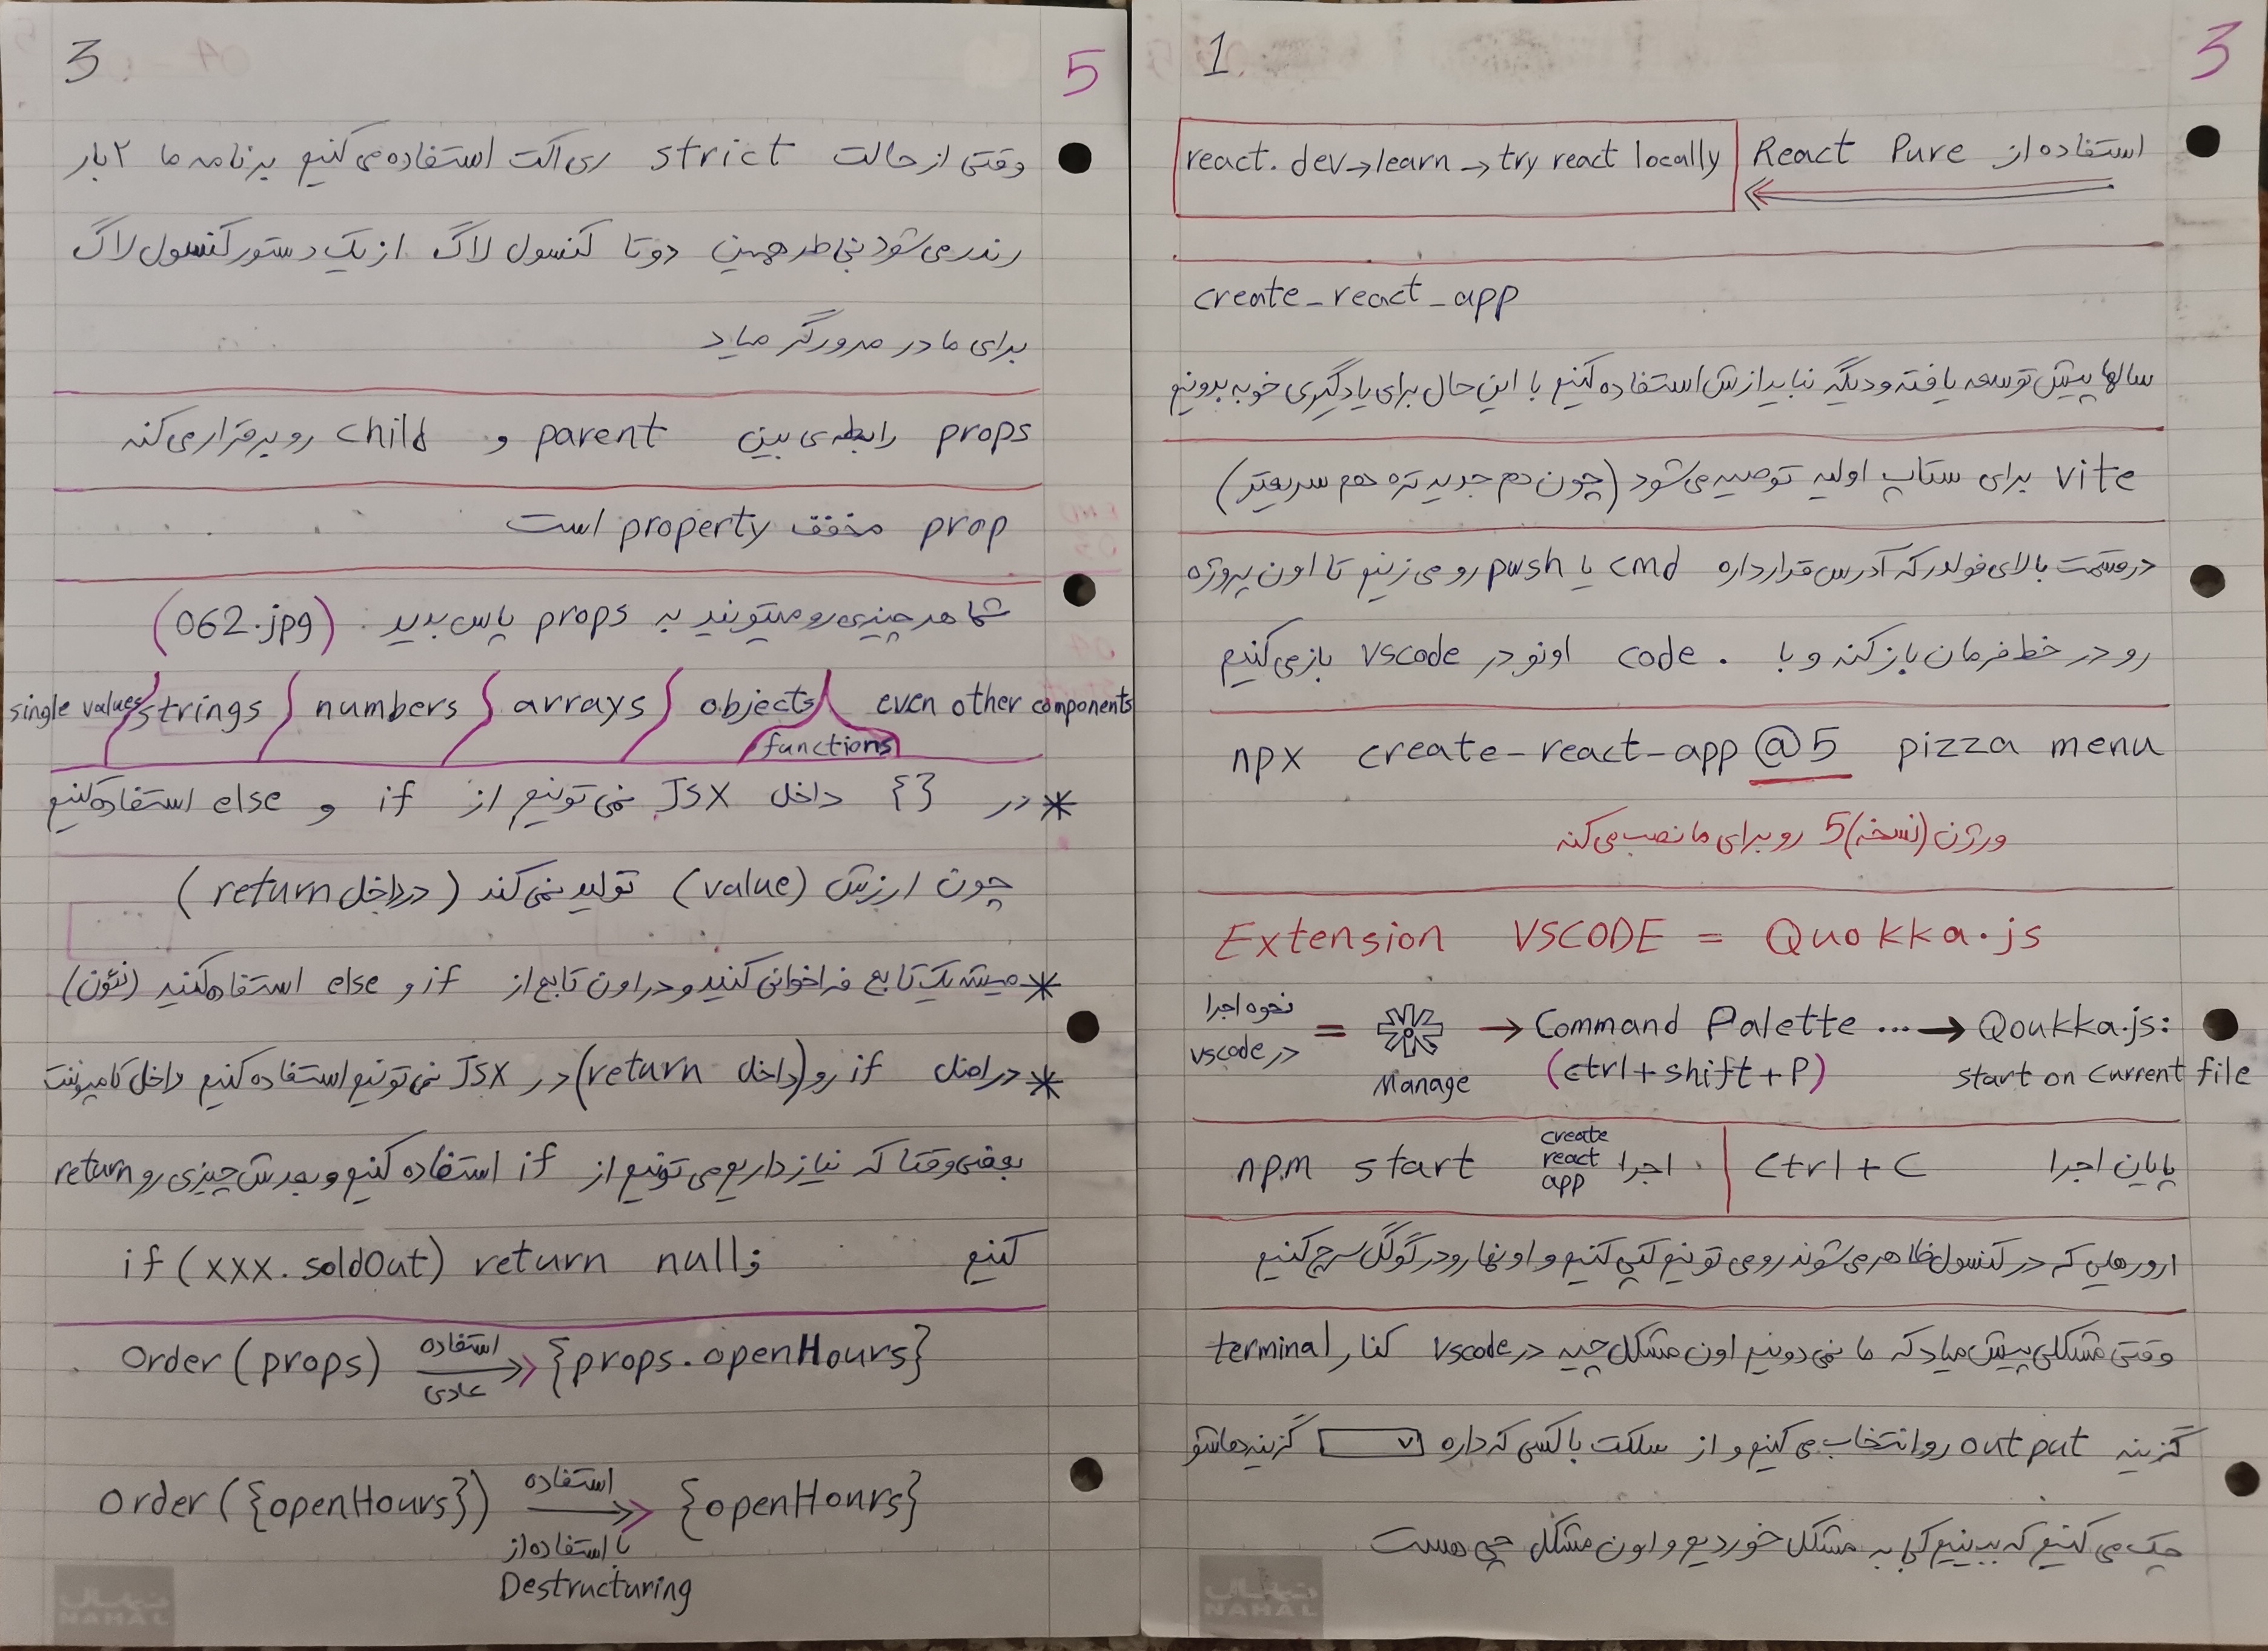 1
3
استفاده از React Pure
react.dev→learn→try react locally
create_react_app
سالها پیش توسعه یافته و دیگه نباید ازش استفاده کنیم با این حال برای یادگیری خوبه بدونیم
vite برای ستاپ اولیه توصیه می‌شود (چون هم جدیدتره هم سریعتر)
در قسمت بالای فولدر که آدرس قرار داره cmd یا push رو می زنیم تا اون پروژه
رو در خط فرمان باز کنه و با . code اونو در vscode باز می کنیم
npx create-react-app @5 pizza menu
ورژن (نسخه) 5 رو برای ما نصب می کنه
Extension VSCODE = Quokka.js
نحوه اجرا در vscode = Manage → Command Palette ... → Qoukka.js:
(ctrl+shift+P) start on current file
npm start اجرا create react app
پایان اجرا ctrl + c
ارورهایی که در کنسول ظاهر می شوند رو می تونیم کپی کنیم و اونها رو در گوگل سرچ کنیم
وقتی مشکلی پیش میاد که ما نمی دونیم اون مشکل چیه در vscode کنار terminal
گزینه output رو انتخاب می کنیم و از سلکت باکسی که داره گزینه هاشو
چک می کنیم که ببینیم کجا به مشکل خوردیم و اون مشکل چی هست
3
5
وقتی از حالت strict ری اکت استفاده می کنیم برنامه ما ۲ بار
رندر می شود بخاطر همین دوتا کنسول لاگ از یک دستور کنسول لاگ
برای ما در مرورگر میاد
props رابطه ی بین parent و child رو برقرار می کنه
prop مخفف property است
شما هر چیزی رو میتونید به props پاس بدید. (062.jpg)
single values strings numbers arrays objects even other components
functions
* در {} داخل JSX نمی تونیم از if و else استفاده کنیم
چون ارزش (value) تولید نمی کند (در داخل return)
* میشه یک تابع فراخوانی کنید و در اون تابع از if و else استفاده کنید (نئون)
* در اصل if رو (داخل return) در JSX نمی تونیم استفاده کنیم داخل کامپوننت
بعضی وقتا که نیاز داریم می تونیم از if استفاده کنیم و بعدش چیزی رو return
کنیم if (xxx.soldOut) return null;
Order (props) استفاده عادی →» {props.openHours}
Order ({openHours}) استفاده →» {openHours}
با استفاده از
Destructuring
نهال
NAHAL
نهال
NAHAL